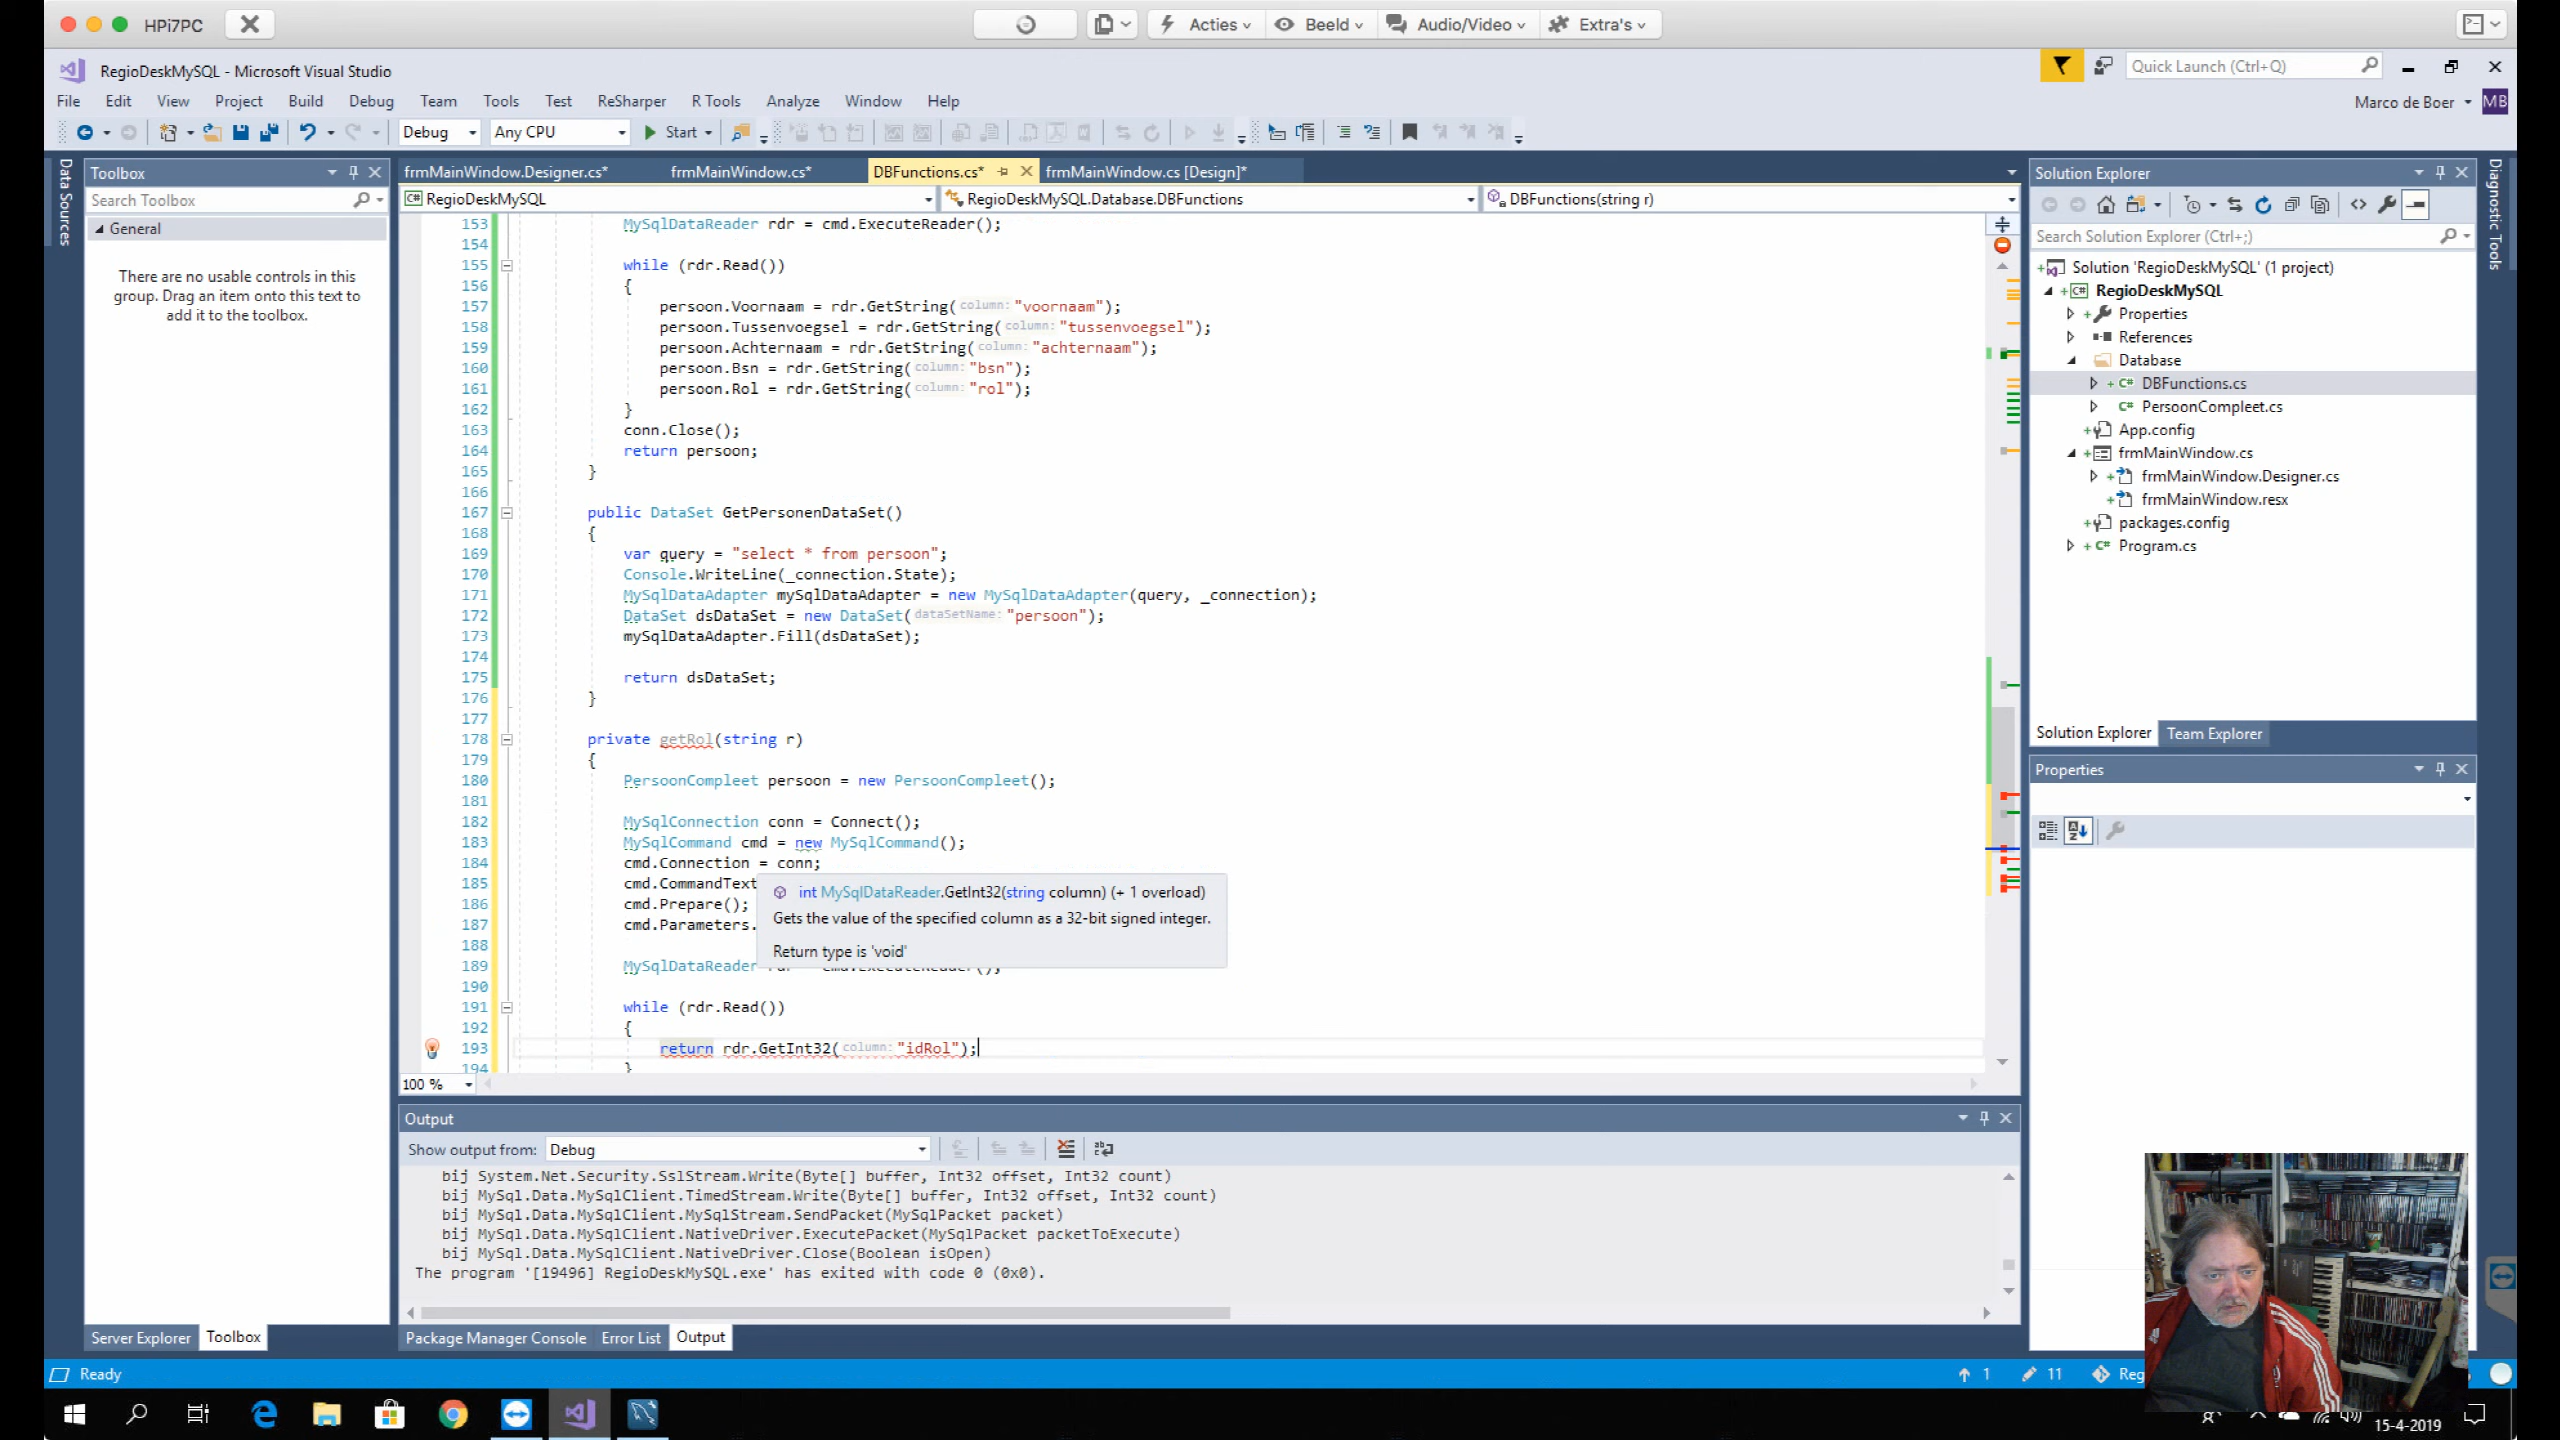 HPi7PC
Acties
Beeld
Audio/Video
Extra's
RegioDeskMySQL - Microsoft Visual Studio
Quick Launch (Ctrl+Q)
File Edit View Project Build Debug Team Tools Test ReSharper R Tools Analyze Window Help
Marco de Boer MB
Debug Any CPU Start
Data Sources
Toolbox
Search Toolbox
General
There are no usable controls in this
group. Drag an item onto this text to
add it to the toolbox.
frmMainWindow.Designer.cs* frmMainWindow.cs* DBFunctions.cs* frmMainWindow.cs [Design]*
RegioDeskMySQL RegioDeskMySQL.Database.DBFunctions DBFunctions(string r)
153 MySqlDataReader rdr = cmd.ExecuteReader();
154
155 while (rdr.Read())
156 {
157 persoon.Voornaam = rdr.GetString(column: "voornaam");
158 persoon.Tussenvoegsel = rdr.GetString(column: "tussenvoegsel");
159 persoon.Achternaam = rdr.GetString(column: "achternaam");
160 persoon.Bsn = rdr.GetString(column: "bsn");
161 persoon.Rol = rdr.GetString(column: "rol");
162 }
163 conn.Close();
164 return persoon;
165 }
166
167 public DataSet GetPersonenDataSet()
168 {
169 var query = "select * from persoon";
170 Console.WriteLine(_connection.State);
171 MySqlDataAdapter mySqlDataAdapter = new MySqlDataAdapter(query, _connection);
172 DataSet dsDataSet = new DataSet(dataSetName: "persoon");
173 mySqlDataAdapter.Fill(dsDataSet);
174
175 return dsDataSet;
176 }
177
178 private getRol(string r)
179 {
180 PersoonCompleet persoon = new PersoonCompleet();
181
182 MySqlConnection conn = Connect();
183 MySqlCommand cmd = new MySqlCommand();
184 cmd.Connection = conn;
185 cmd.CommandText
186 cmd.Prepare();
187 cmd.Parameters.
188
189 MySqlDataReader
190
191 while (rdr.Read())
192 {
193 return rdr.GetInt32(column: "idRol");
194 }
int MySqlDataReader.GetInt32(string column) (+ 1 overload)
Gets the value of the specified column as a 32-bit signed integer.
Return type is 'void'
100 %
Output
Show output from: Debug
bij System.Net.Security.SslStream.Write(Byte[] buffer, Int32 offset, Int32 count)
bij MySql.Data.MySqlClient.TimedStream.Write(Byte[] buffer, Int32 offset, Int32 count)
bij MySql.Data.MySqlClient.MySqlStream.SendPacket(MySqlPacket packet)
bij MySql.Data.MySqlClient.NativeDriver.ExecutePacket(MySqlPacket packetToExecute)
bij MySql.Data.MySqlClient.NativeDriver.Close(Boolean isOpen)
The program '[19496] RegioDeskMySQL.exe' has exited with code 0 (0x0).
Server Explorer Toolbox
Package Manager Console Error List Output
Solution Explorer
Search Solution Explorer (Ctrl+;)
Solution 'RegioDeskMySQL' (1 project)
RegioDeskMySQL
Properties
References
Database
DBFunctions.cs
PersoonCompleet.cs
App.config
frmMainWindow.cs
frmMainWindow.Designer.cs
frmMainWindow.resx
packages.config
Program.cs
Solution Explorer Team Explorer
Properties
Diagnostic Tools
Ready
1
11
Reg
15-4-2019